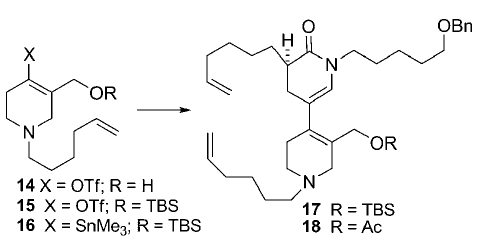 X
OR
N
H
O
N
OBn
OR
N
14 X = OTf; R = H
15 X = OTf; R = TBS
16 X = SnMe3; R = TBS
17 R = TBS
18 R = Ac